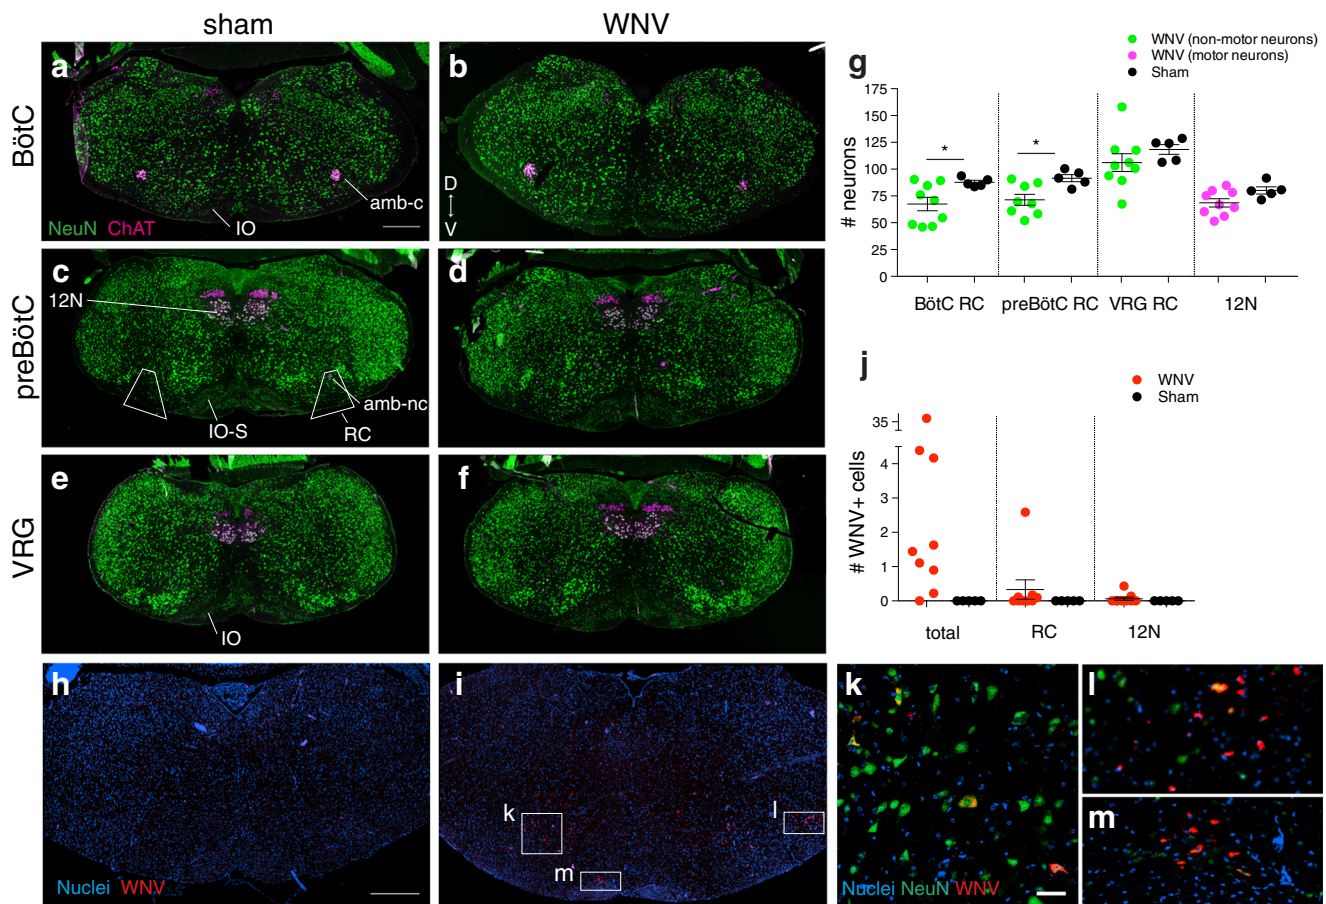 sham
WNV
a
b
BötC
amb-c
NeuN ChAT
IO
D
V
c
d
12N
preBötC
amb-nc
IO-S
RC
e
f
VRG
IO
g
WNV (non-motor neurons)
WNV (motor neurons)
Sham
# neurons
175
150
125
100
75
50
25
0
*
*
BötC RC
preBötC RC
VRG RC
12N
j
WNV
Sham
# WNV+ cells
35
4
3
2
1
0
total
RC
12N
h
Nuclei WNV
i
k
l
m
k
Nuclei NeuN WNV
l
m